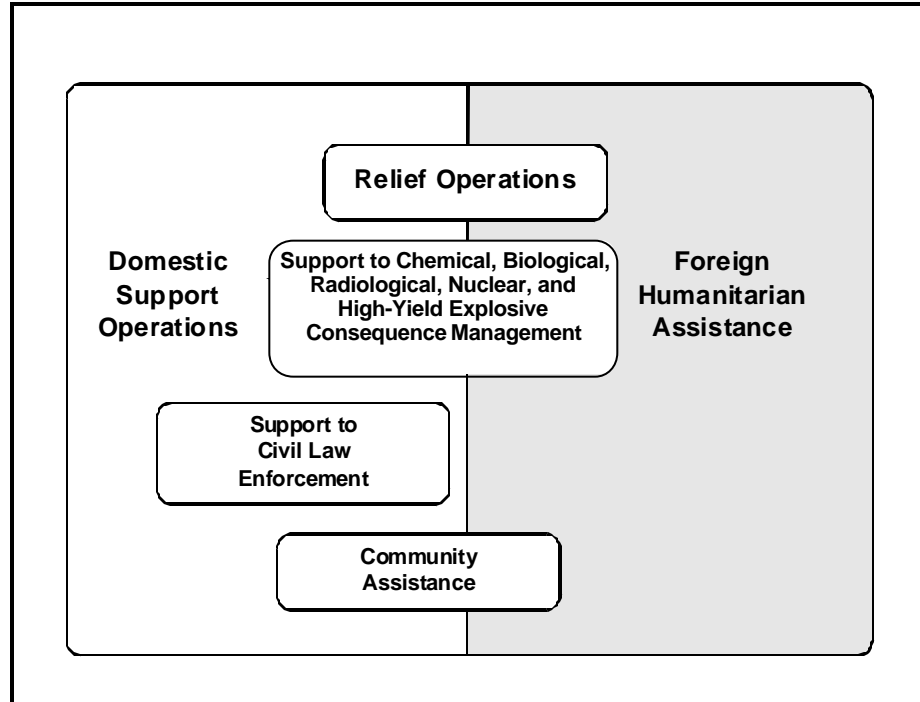 Relief Operations
Domestic
Support
Operations
Support to Chemical, Biological,
Radiological, Nuclear, and
High-Yield Explosive
Consequence Management
Foreign
Humanitarian
Assistance
Support to
Civil Law
Enforcement
Community
Assistance